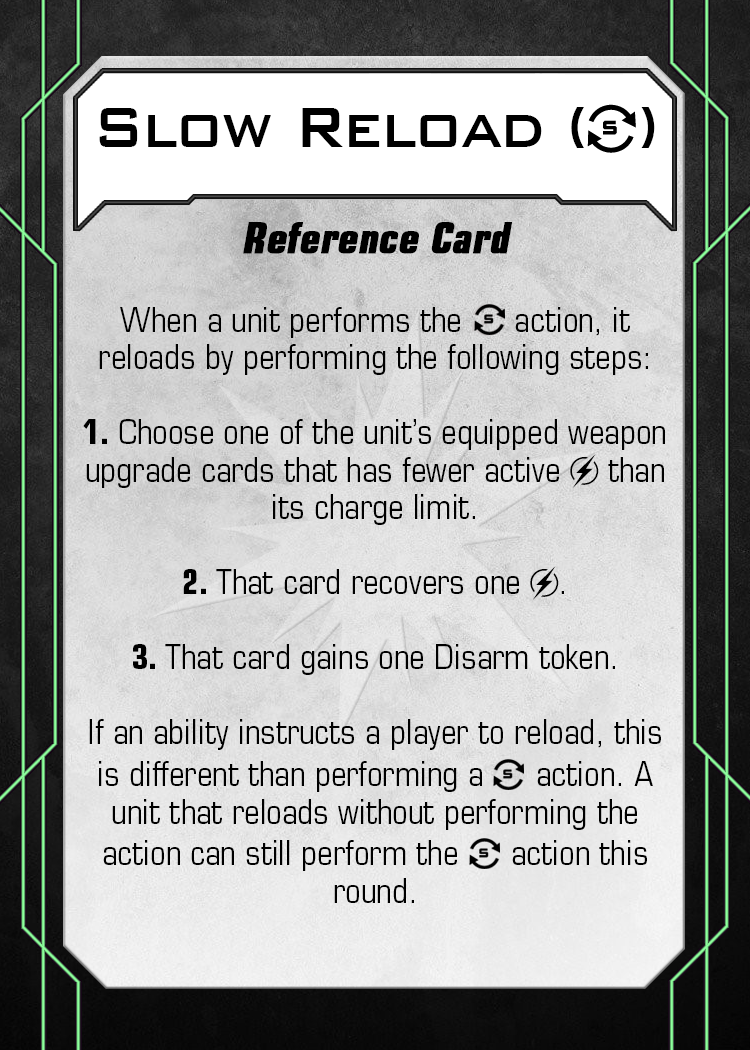 Slow Reload (S)
Reference Card
When a unit performs the S action, it
reloads by performing the following steps:
1. Choose one of the unit's equipped weapon
upgrade cards that has fewer active than
its charge limit.
2. That card recovers one .
3. That card gains one Disarm token.
If an ability instructs a player to reload, this
is different than performing a S action. A
unit that reloads without performing the
action can still perform the S action this
round.